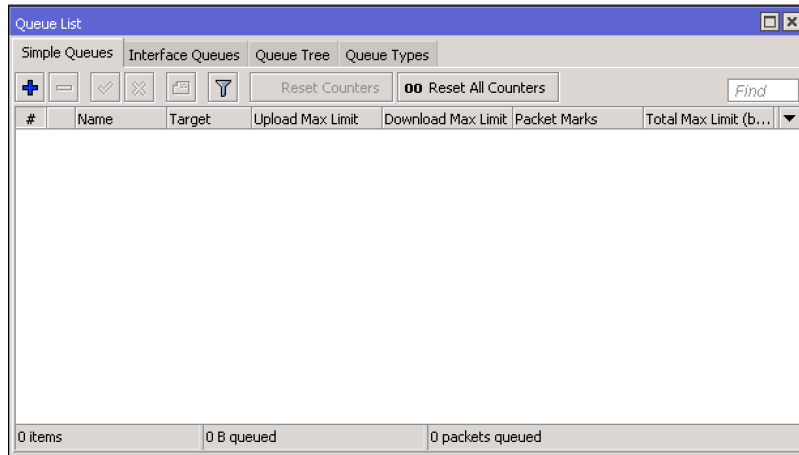 Queue List
Simple Queues Interface Queues Queue Tree Queue Types
Reset Counters 00 Reset All Counters Find
# Name Target Upload Max Limit Download Max Limit Packet Marks Total Max Limit (b...
0 items 0 B queued 0 packets queued